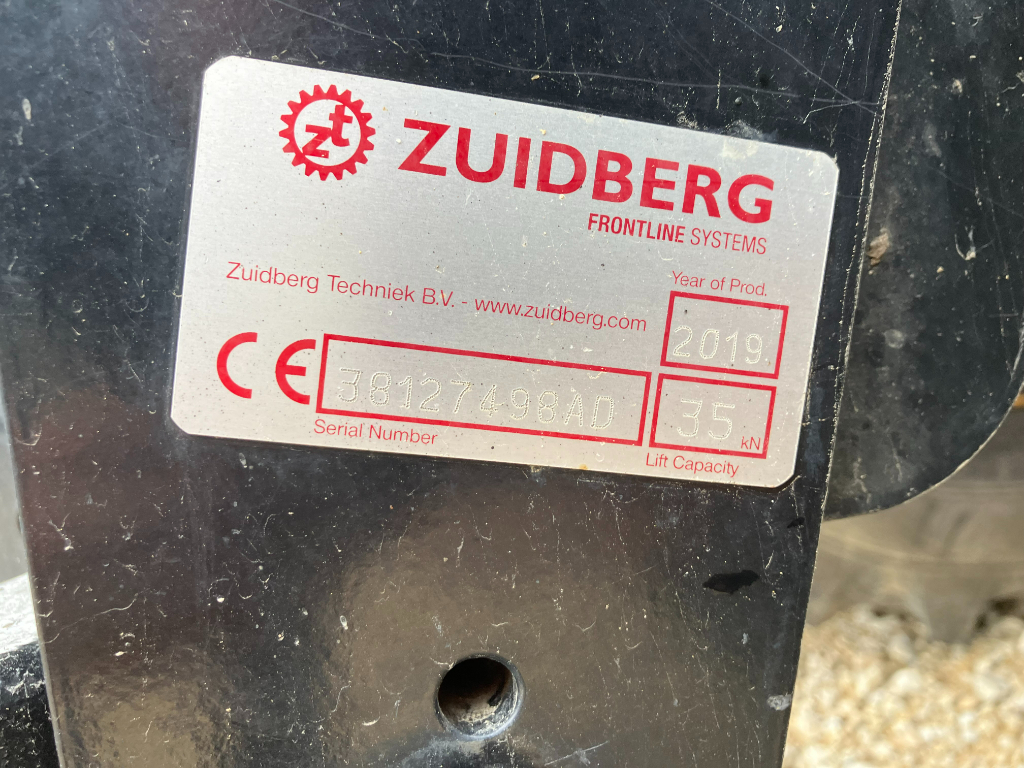 zt
ZUIDBERG
FRONTLINE SYSTEMS
Zuidberg Techniek B.V. - www.zuidberg.com
Year of Prod.
2019
CE
38127498AD
35 kN
Serial Number
Lift Capacity